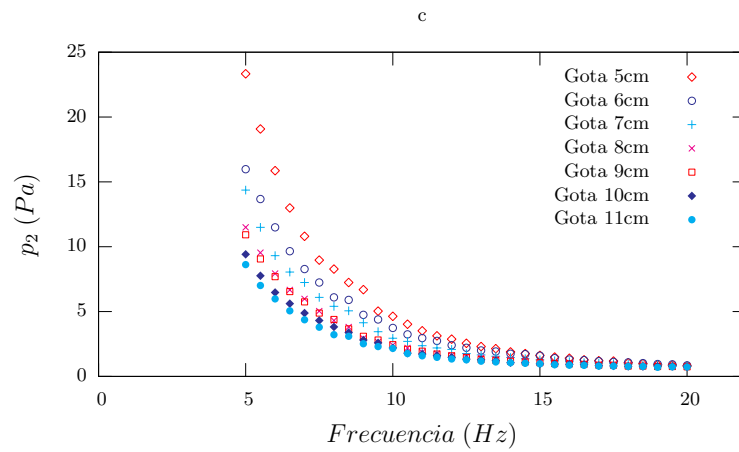 c
25
20
15
10
5
0
p2 (Pa)
Gota 5cm
Gota 6cm
Gota 7cm
Gota 8cm
Gota 9cm
Gota 10cm
Gota 11cm
0 5 10 15 20
Frecuencia (Hz)